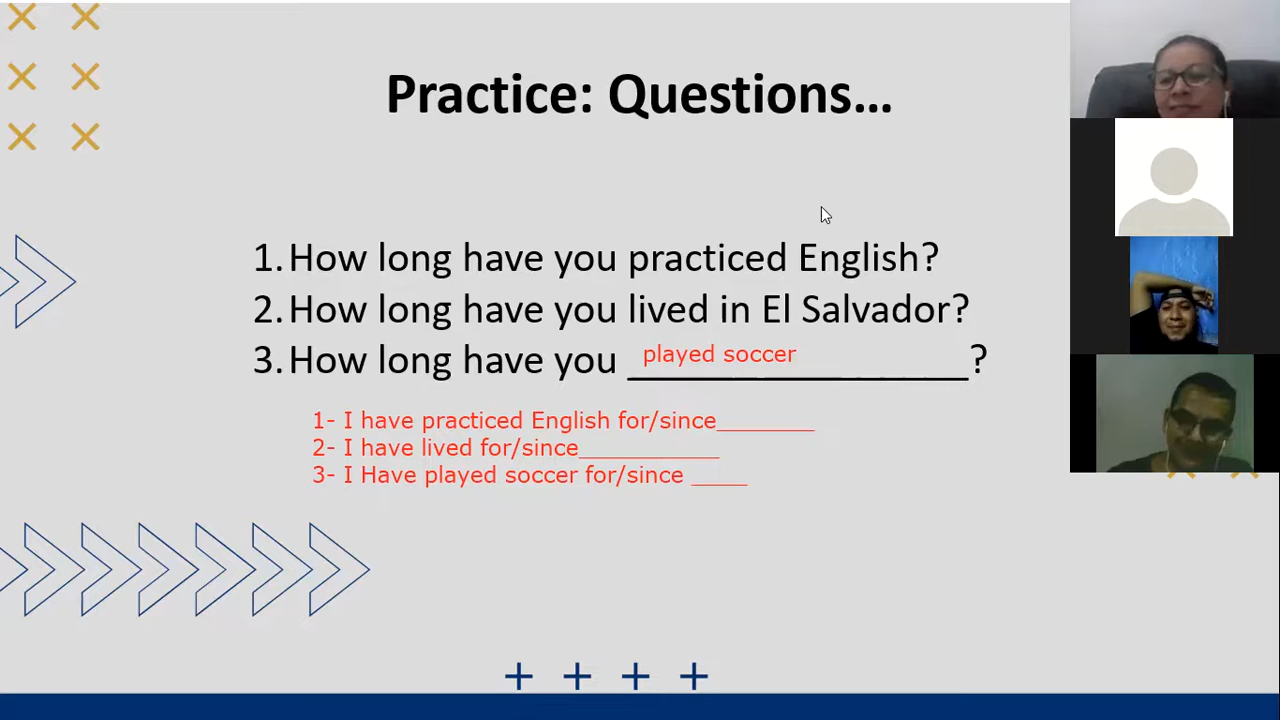 Practice: Questions…
1. How long have you practiced English?
2. How long have you lived in El Salvador?
3. How long have you played soccer?
1- I have practiced English for/since________
2- I have lived for/since___________
3- I Have played soccer for/since ____